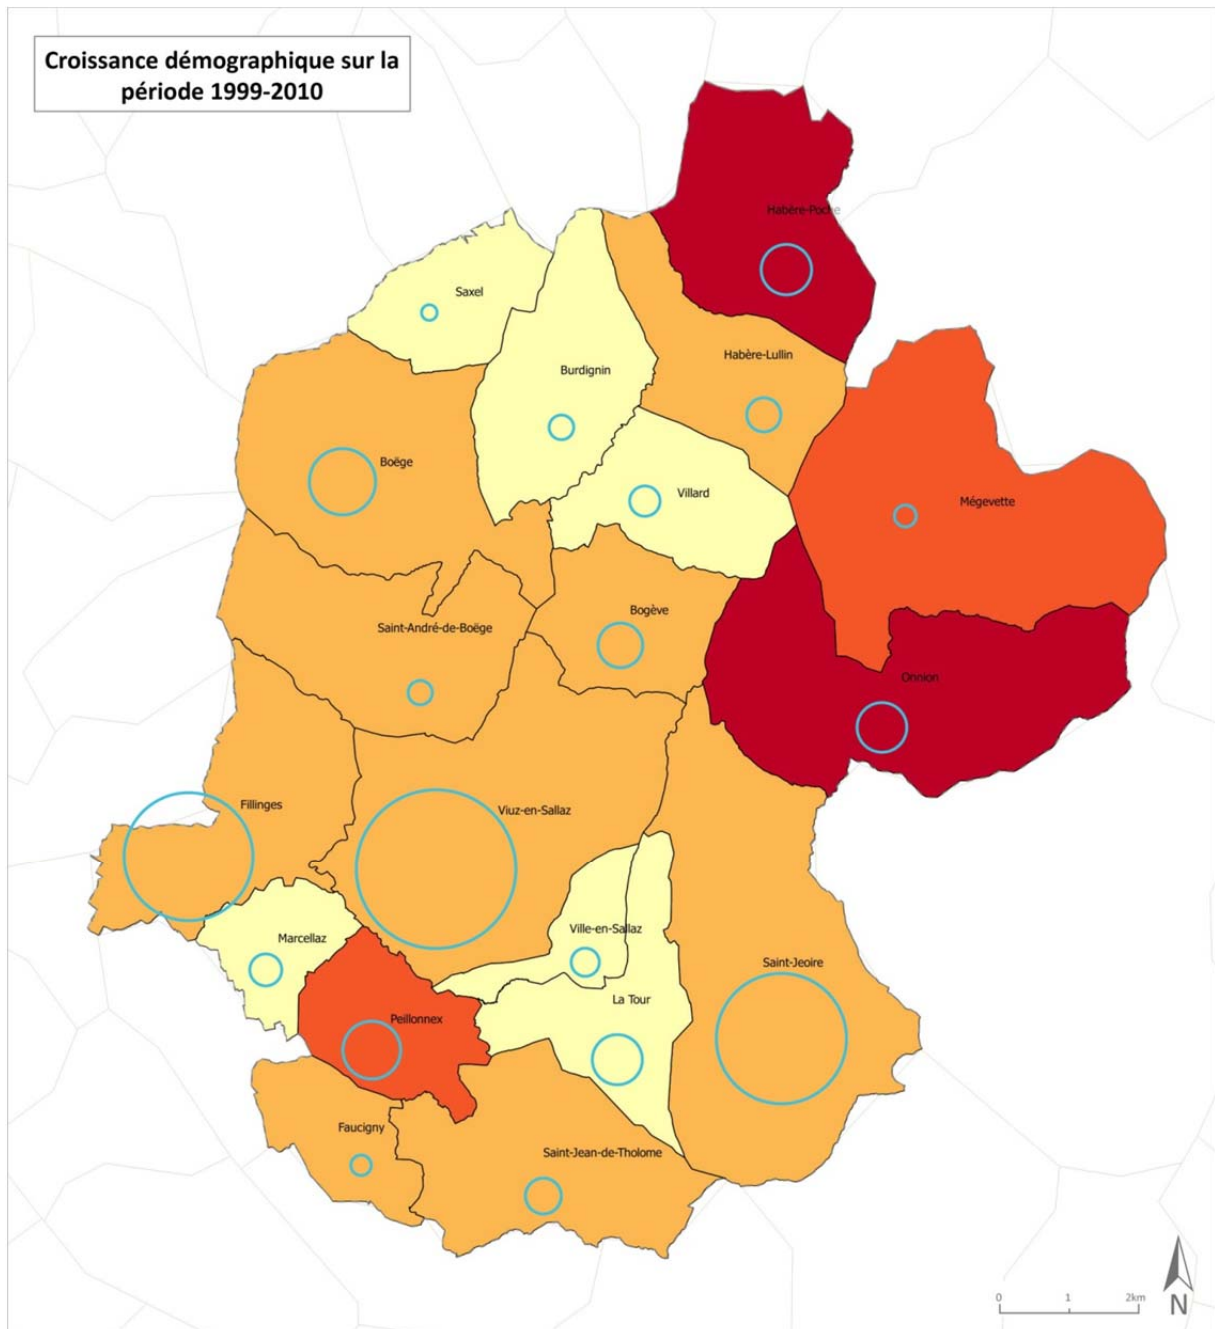 Croissance démographique sur la
période 1999-2010
Habère-Poche
Saxel
Habère-Lullin
Burdignin
Boëge
Villard
Mégevette
Bogève
Saint-André-de-Boëge
Onnion
Fillinges
Viuz-en-Sallaz
Ville-en-Sallaz
Marcellaz
Saint-Jeoire
La Tour
Peillonnex
Faucigny
Saint-Jean-de-Tholome
0 1 2km
N